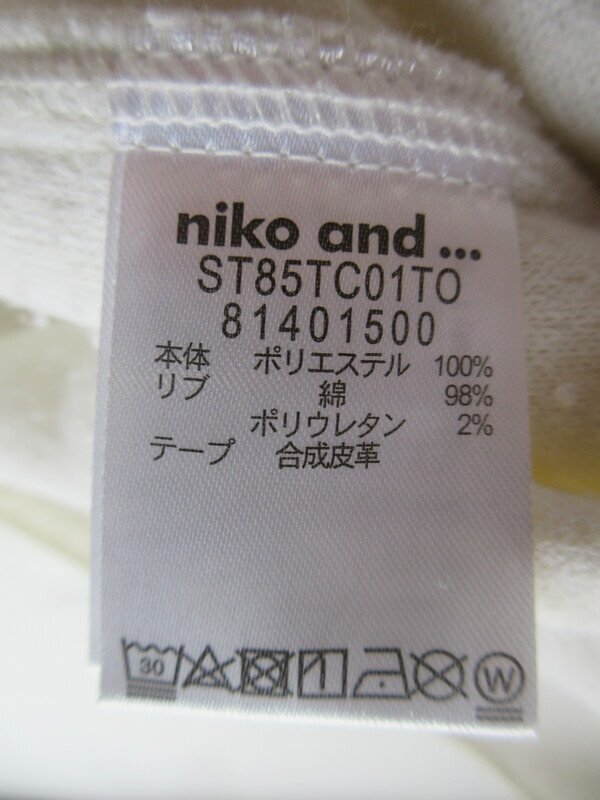 niko and ...
ST85TC01TO
81401500
本体 ポリエステル 100%
リブ 綿 98%
ポリウレタン 2%
テープ 合成皮革
30 W